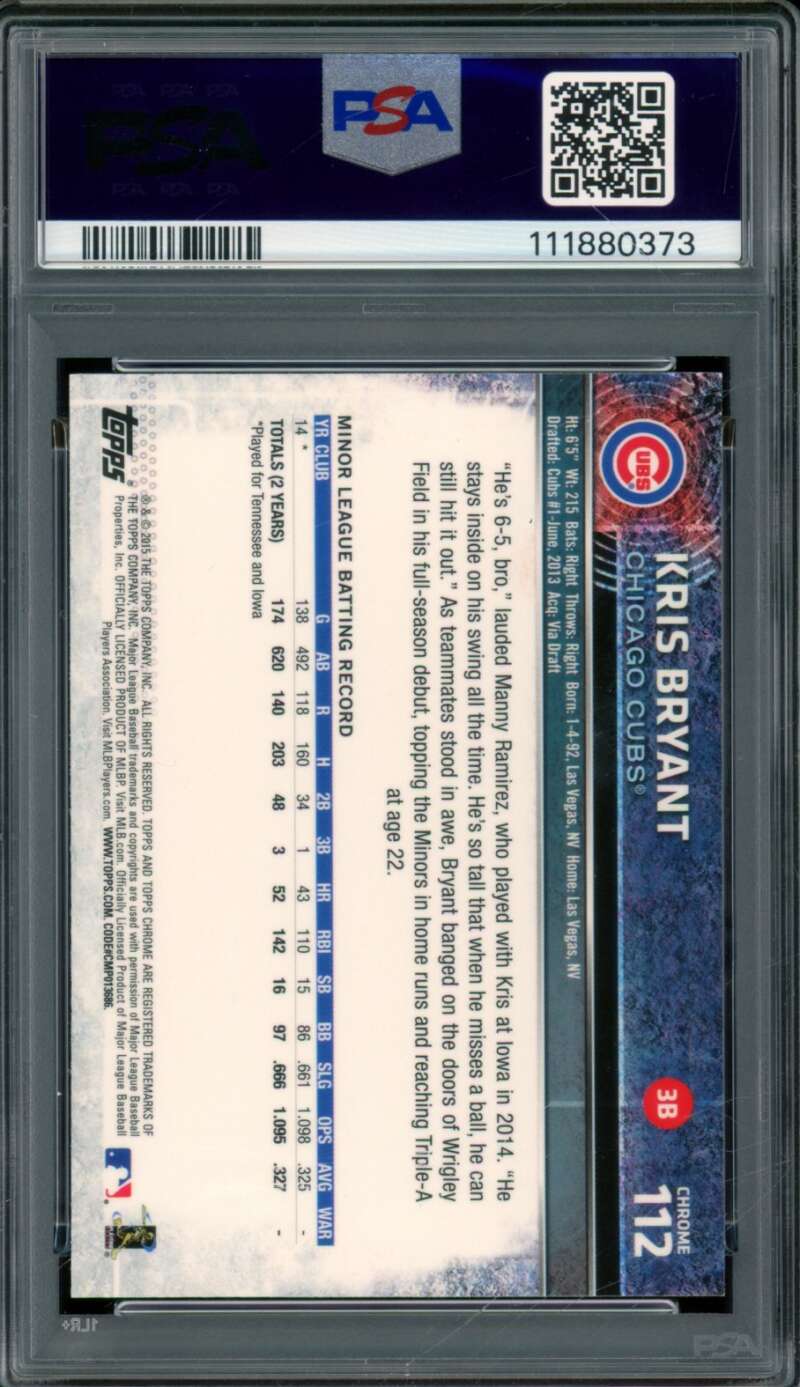 PSA PSA PSA
PSA
PSA PSA PSA
PSA
111880373
CUBS
KRIS BRYANT
CHICAGO CUBS®
3B
CHROME
112
Ht: 6'5" Wt: 215 Bats: Right Throws: Right Born: 1-4-92, Las Vegas, NV Home: Las Vegas, NV
Drafted: Cubs #1-June, 2013 Acq: Via Draft
"He's 6-5, bro," lauded Manny Ramirez, who played with Kris at Iowa in 2014. "He
stays inside on his swing all the time. He's so tall that when he misses a ball, he can
still hit it out." As teammates stood in awe, Bryant banged on the doors of Wrigley
Field in his full-season debut, topping the Minors in home runs and reaching Triple-A
at age 22.
MINOR LEAGUE BATTING RECORD
YR CLUB G AB R H 2B 3B HR RBI SB BB SLG OPS AVG WAR
14 * 138 492 118 160 34 1 43 110 15 86 .661 1.098 .325 -
TOTALS (2 YEARS) 174 620 140 203 48 3 52 142 16 97 .666 1.095 .327 -
*Played for Tennessee and Iowa
topps®
® & © 2015 THE TOPPS COMPANY, INC. ALL RIGHTS RESERVED. TOPPS AND TOPPS CHROME ARE REGISTERED TRADEMARKS OF
THE TOPPS COMPANY, INC. Major League Baseball trademarks and copyrights are used with permission of Major League Baseball
Properties, Inc. OFFICIALLY LICENSED PRODUCT OF MLBP. Visit MLB.com. Officially Licensed Product of Major League Baseball
Players Association. Visit MLBPlayers.com. WWW.TOPPS.COM. CODE#CMP013686.
1LR+
PSA